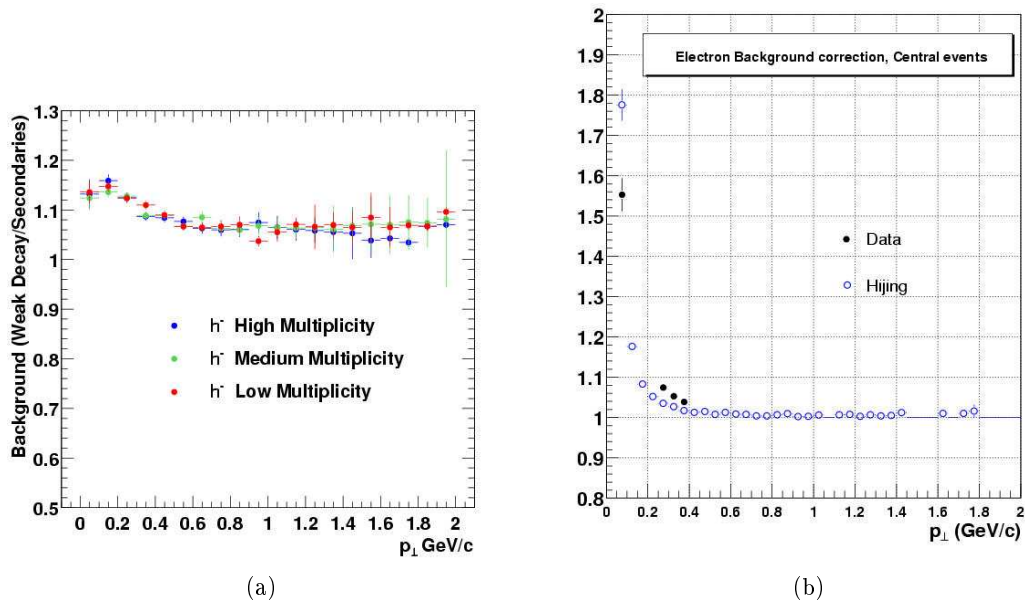 Background (Weak Decay/Secondaries)
1.3
1.2
1.1
1
0.9
0.8
0.7
0.6
0.5
h⁻ High Multiplicity
h⁻ Medium Multiplicity
h⁻ Low Multiplicity
0 0.2 0.4 0.6 0.8 1 1.2 1.4 1.6 1.8 2
p⊥ GeV/c
(a)
2
1.9
1.8
1.7
1.6
1.5
1.4
1.3
1.2
1.1
1
0.9
0.8
Electron Background correction, Central events
Data
Hijing
0 0.2 0.4 0.6 0.8 1 1.2 1.4 1.6 1.8 2
p⊥ (GeV/c)
(b)